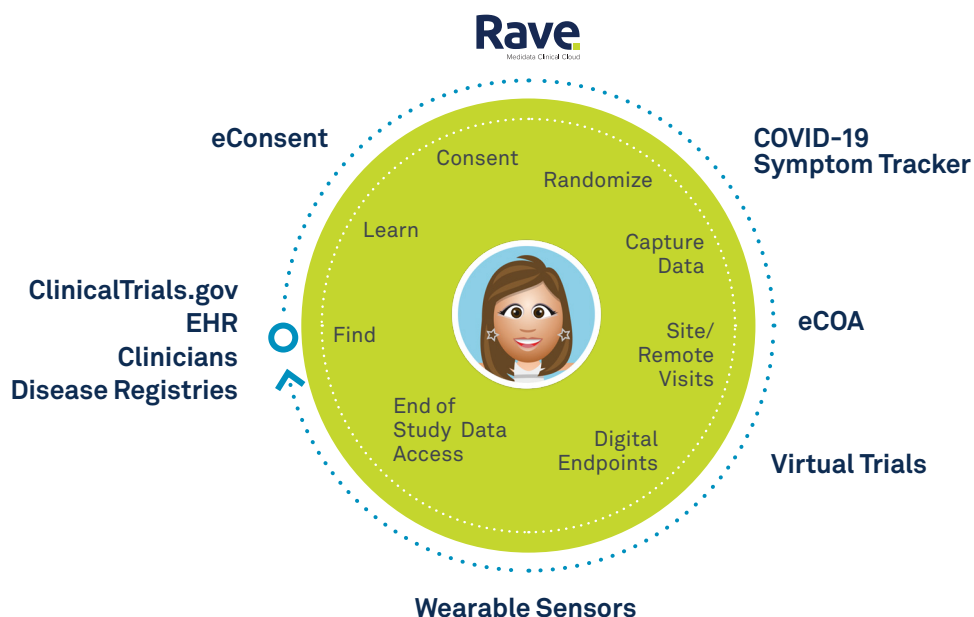 Rave
Medidata Clinical Cloud
eConsent
COVID-19
Symptom Tracker
Consent
Randomize
Learn
Capture
Data
ClinicalTrials.gov
EHR
Clinicians
Disease Registries
Find
Site/
Remote
Visits
eCOA
End of
Study Data
Access
Digital
Endpoints
Virtual Trials
Wearable Sensors